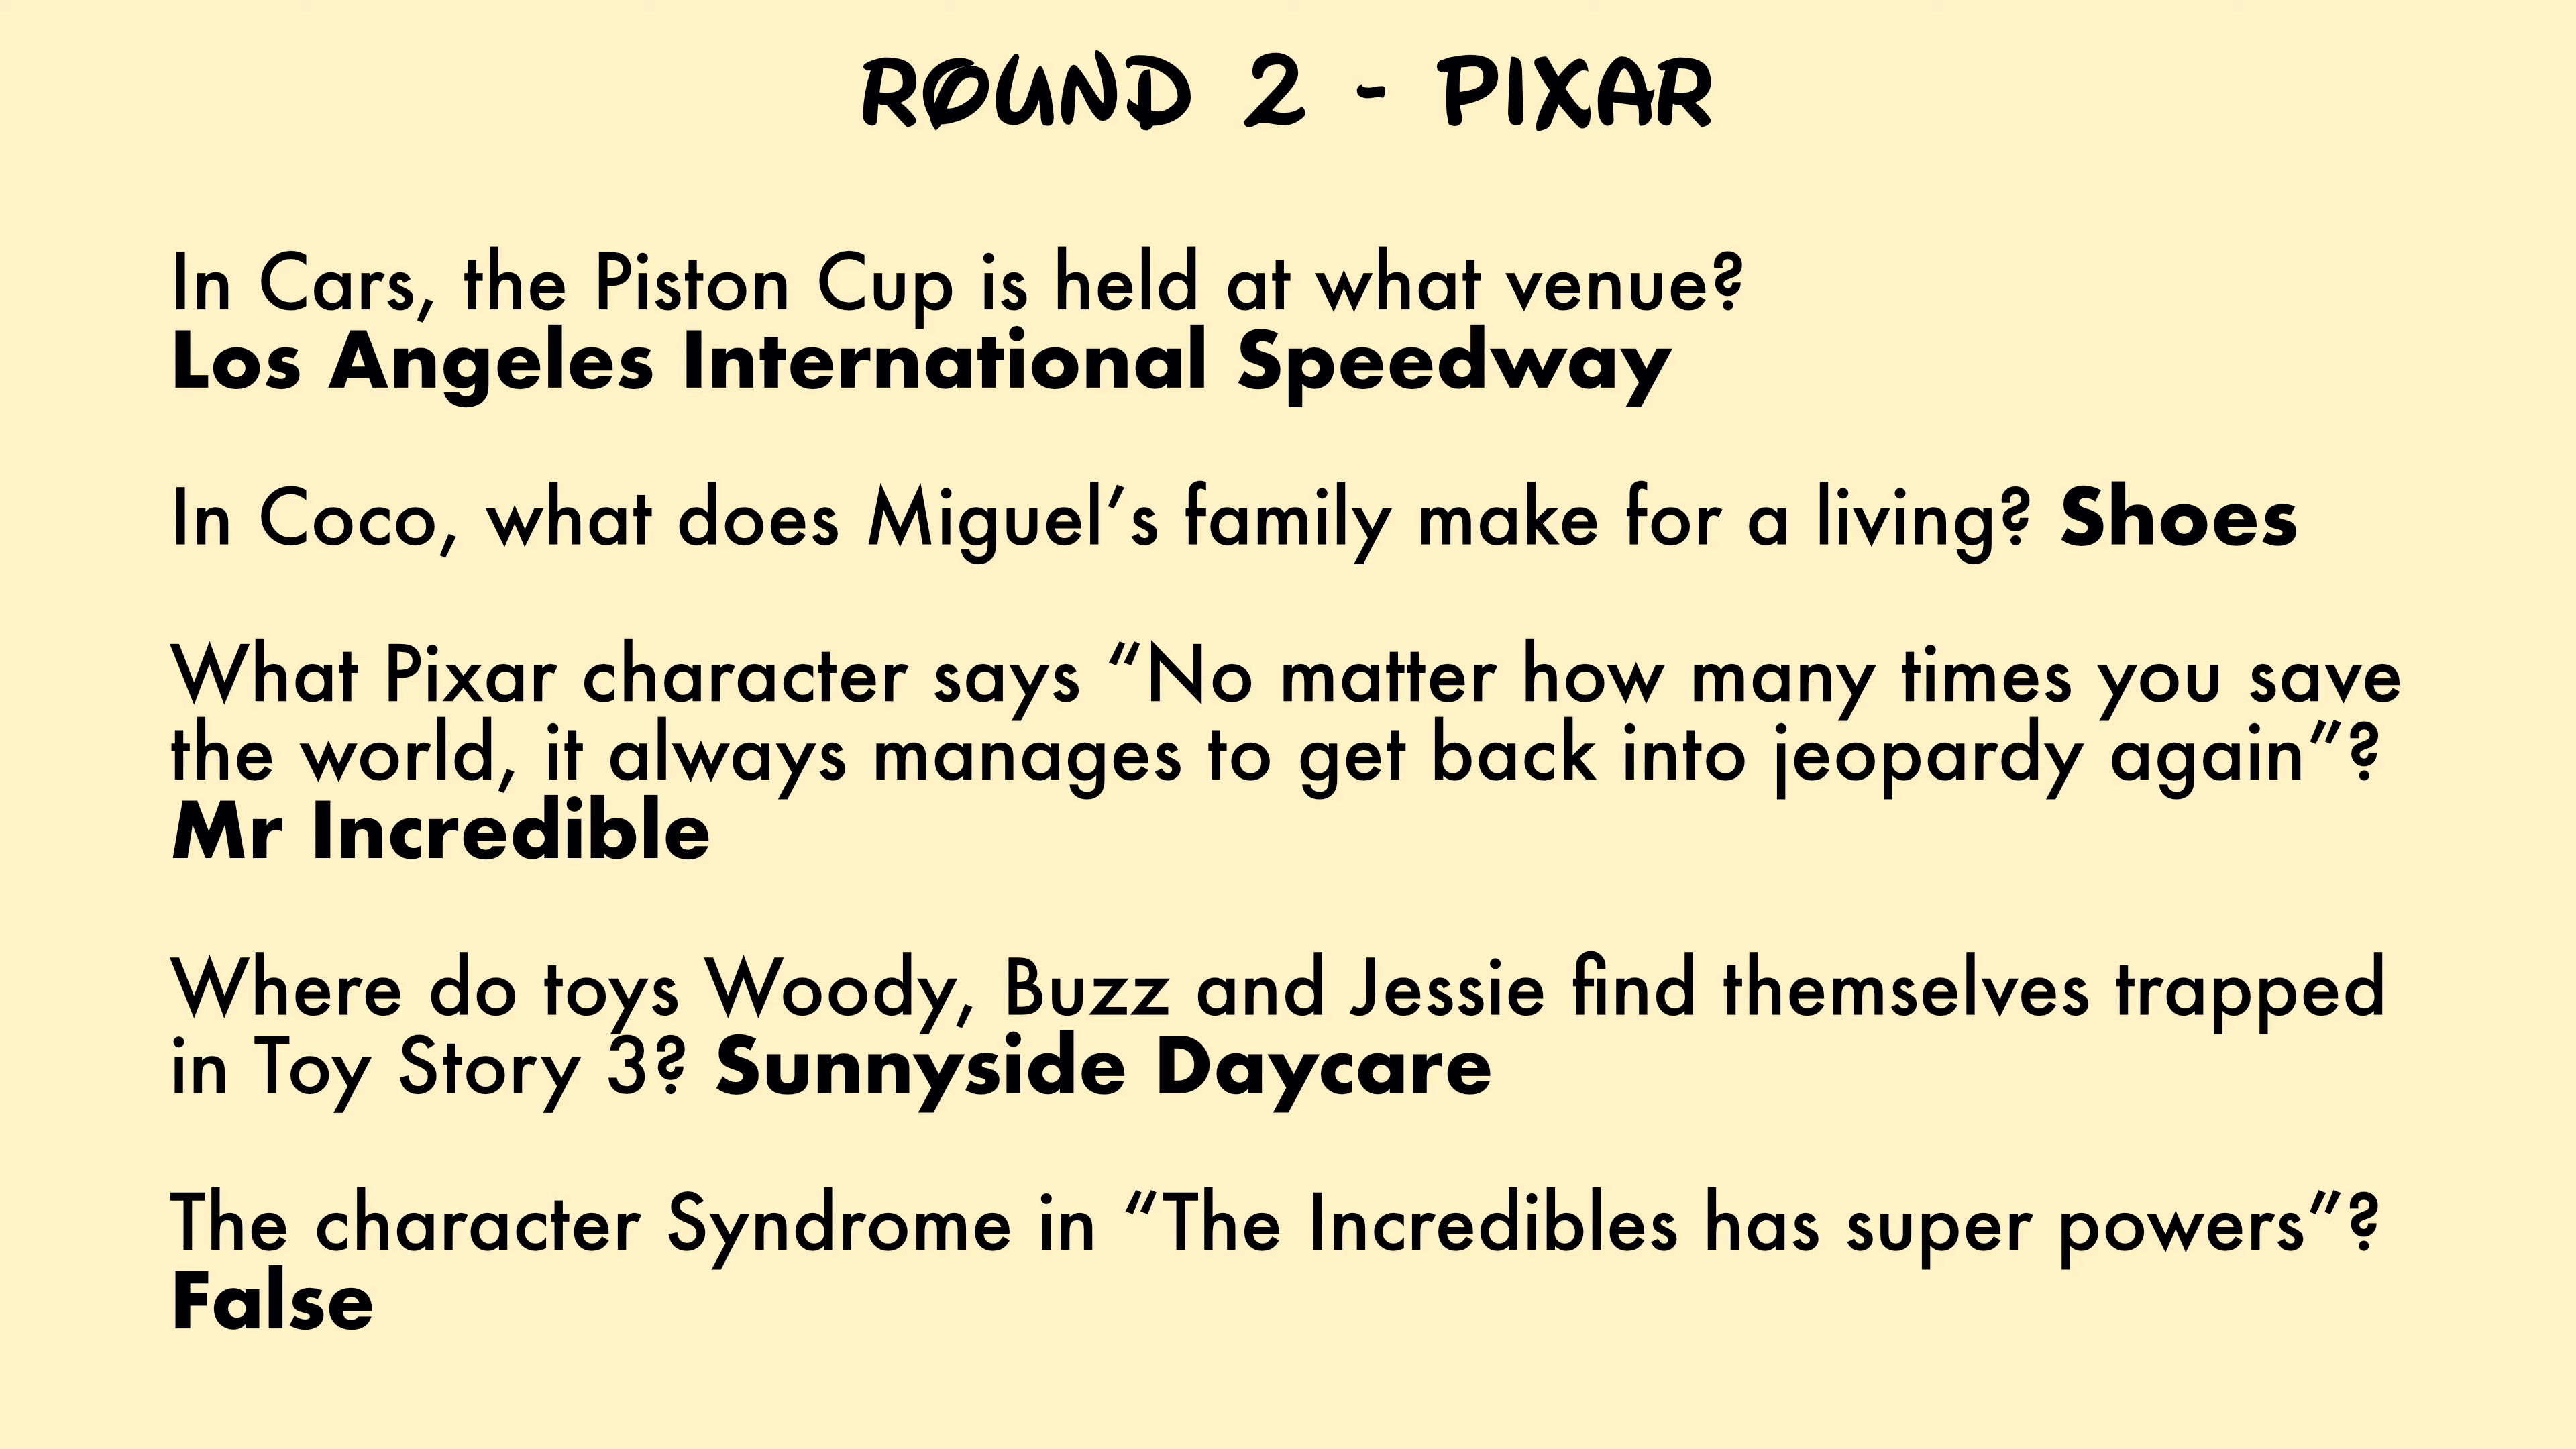 ROUND 2 - PIXAR
In Cars, the Piston Cup is held at what venue?
Los Angeles International Speedway
In Coco, what does Miguel’s family make for a living? Shoes
What Pixar character says “No matter how many times you save
the world, it always manages to get back into jeopardy again”?
Mr Incredible
Where do toys Woody, Buzz and Jessie find themselves trapped
in Toy Story 3? Sunnyside Daycare
The character Syndrome in “The Incredibles has super powers”?
False